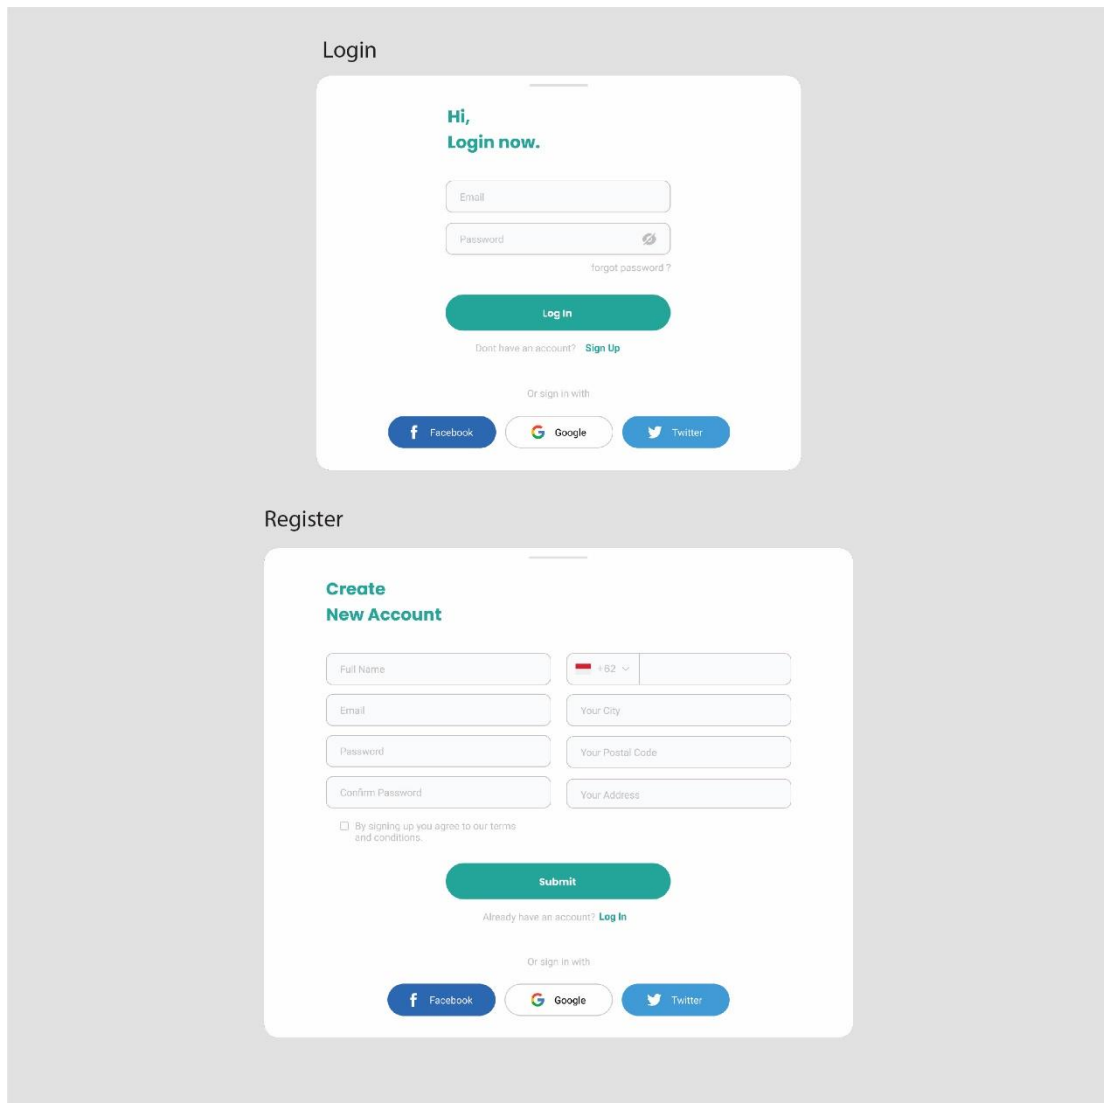 Login
Hi,
Login now.
Email
Password
forgot password ?
Log In
Dont have an account? Sign Up
Or sign in with
f Facebook
G Google
Twitter
Register
Create
New Account
Full Name
+62
Email
Your City
Password
Your Postal Code
Confirm Password
Your Address
By signing up you agree to our terms
and conditions.
Submit
Already have an account? Log In
Or sign in with
f Facebook
G Google
Twitter